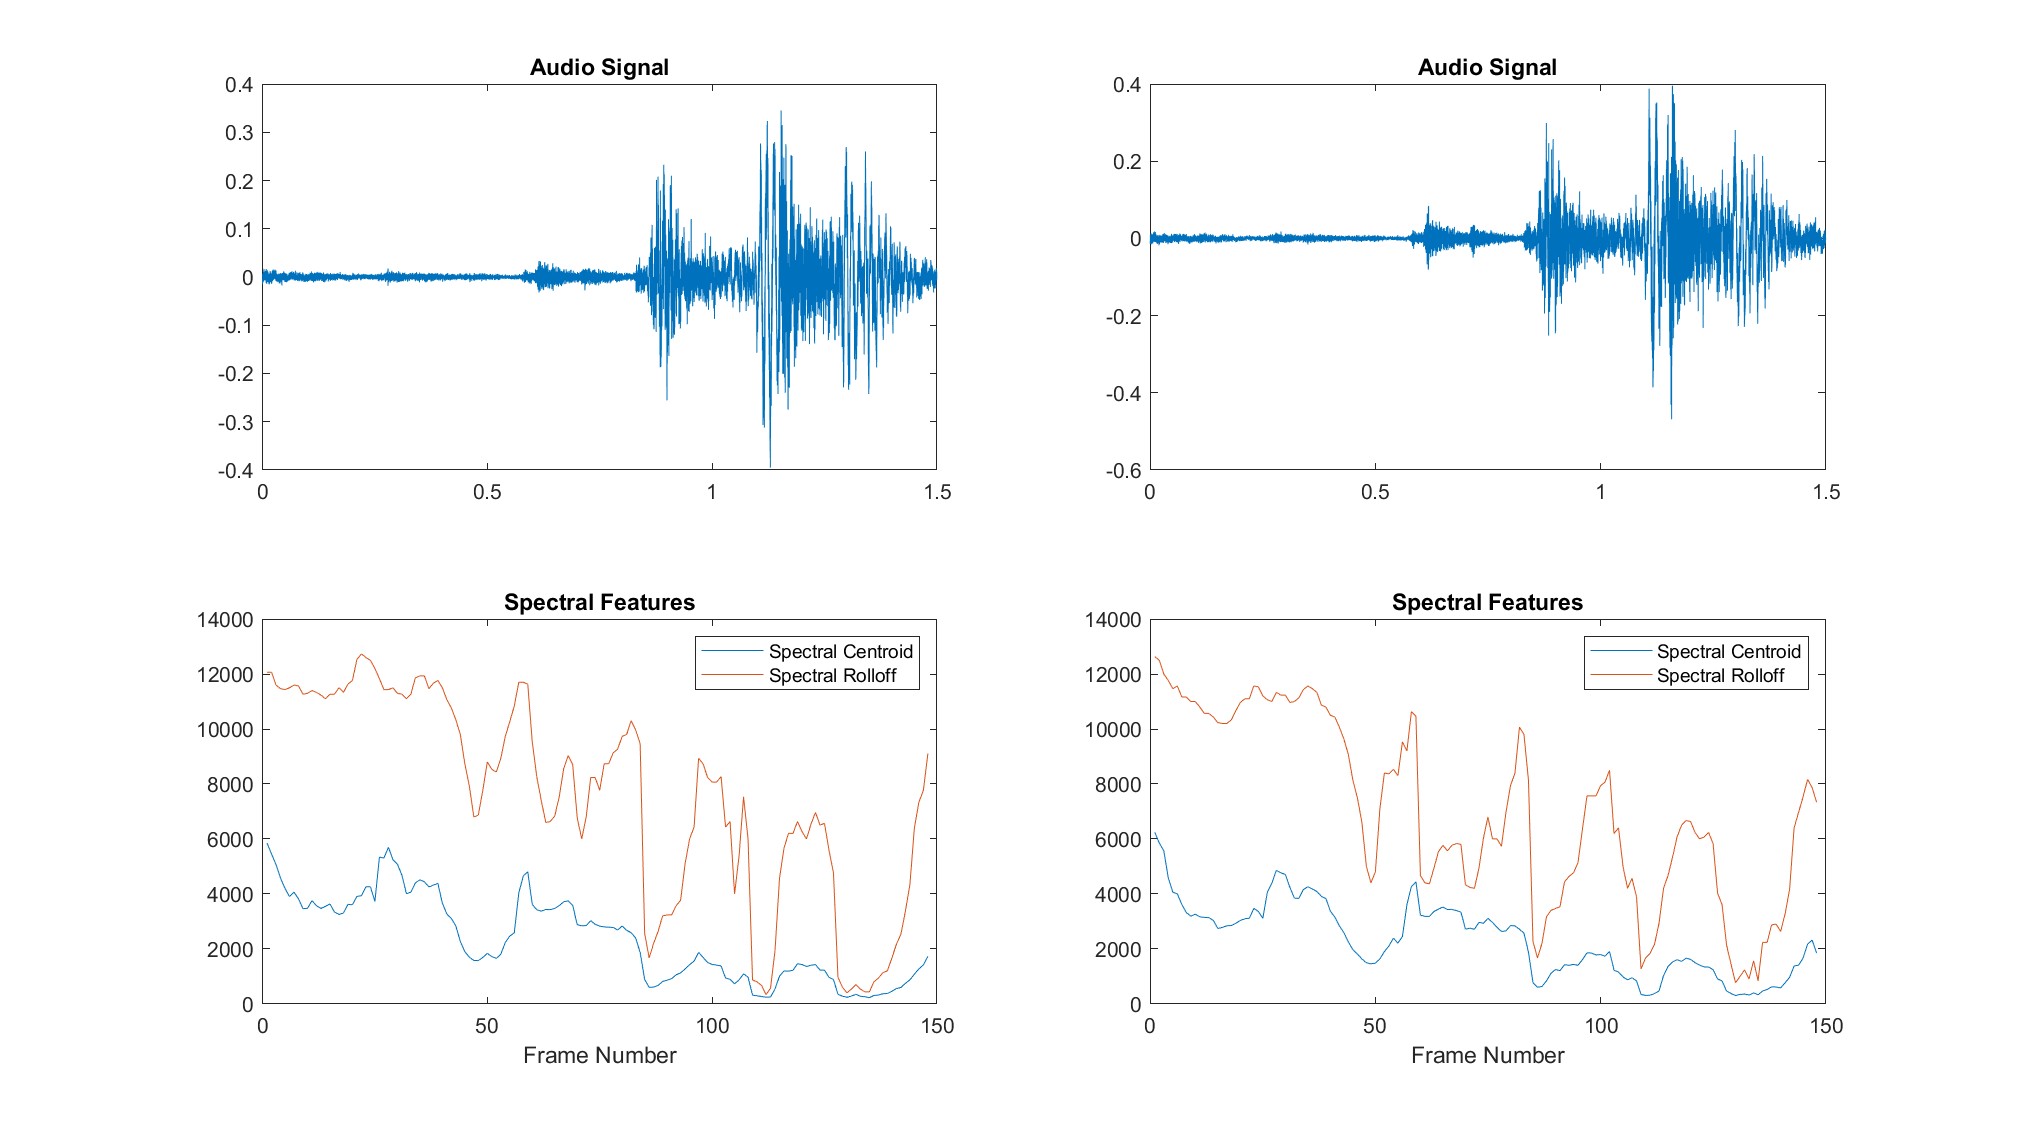 Audio Signal
0.4
0.3
0.2
0.1
0
-0.1
-0.2
-0.3
-0.4
0 0.5 1 1.5
Audio Signal
0.4
0.2
0
-0.2
-0.4
-0.6
0 0.5 1 1.5
Spectral Features
14000
12000
10000
8000
6000
4000
2000
0
Spectral Centroid
Spectral Rolloff
0 50 100 150
Frame Number
Spectral Features
14000
12000
10000
8000
6000
4000
2000
0
Spectral Centroid
Spectral Rolloff
0 50 100 150
Frame Number